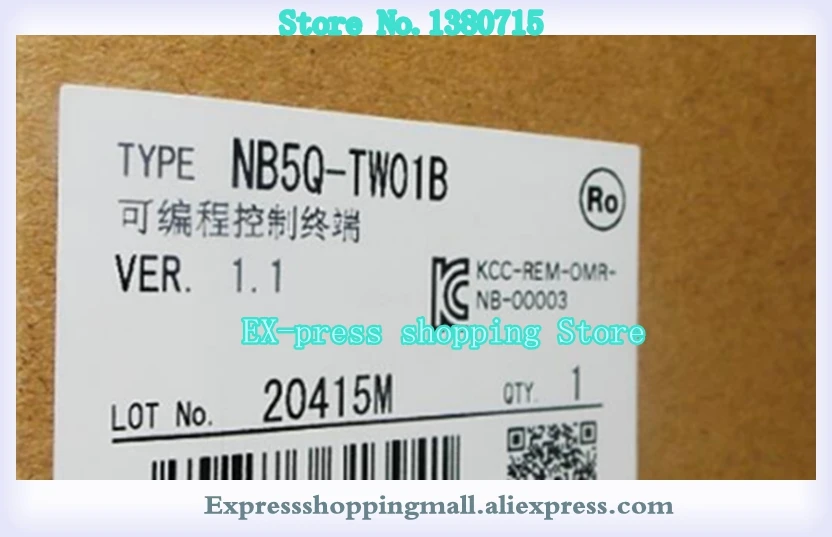 Store No.1380715
TYPE NB5Q-TW01B
可编程控制终端
Ro
VER. 1.1
KCC-REM-OMR-
NB-00003
EX-press shopping Store
LOT No. 20415M QTY. 1
Expressshoppingmall.aliexpress.com